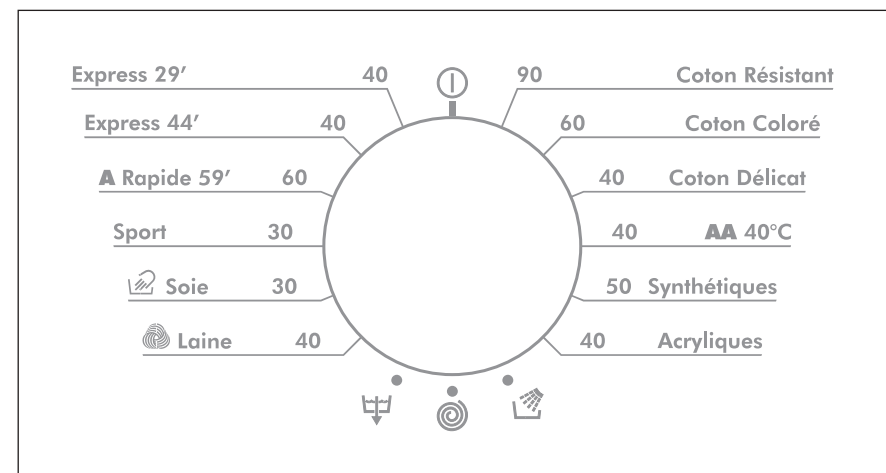 Express 29′ 40
90 Coton Résistant
Express 44′ 40
60 Coton Coloré
A Rapide 59′ 60
40 Coton Délicat
Sport 30
40 AA 40°C
Soie 30
50 Synthétiques
Laine 40
40 Acryliques